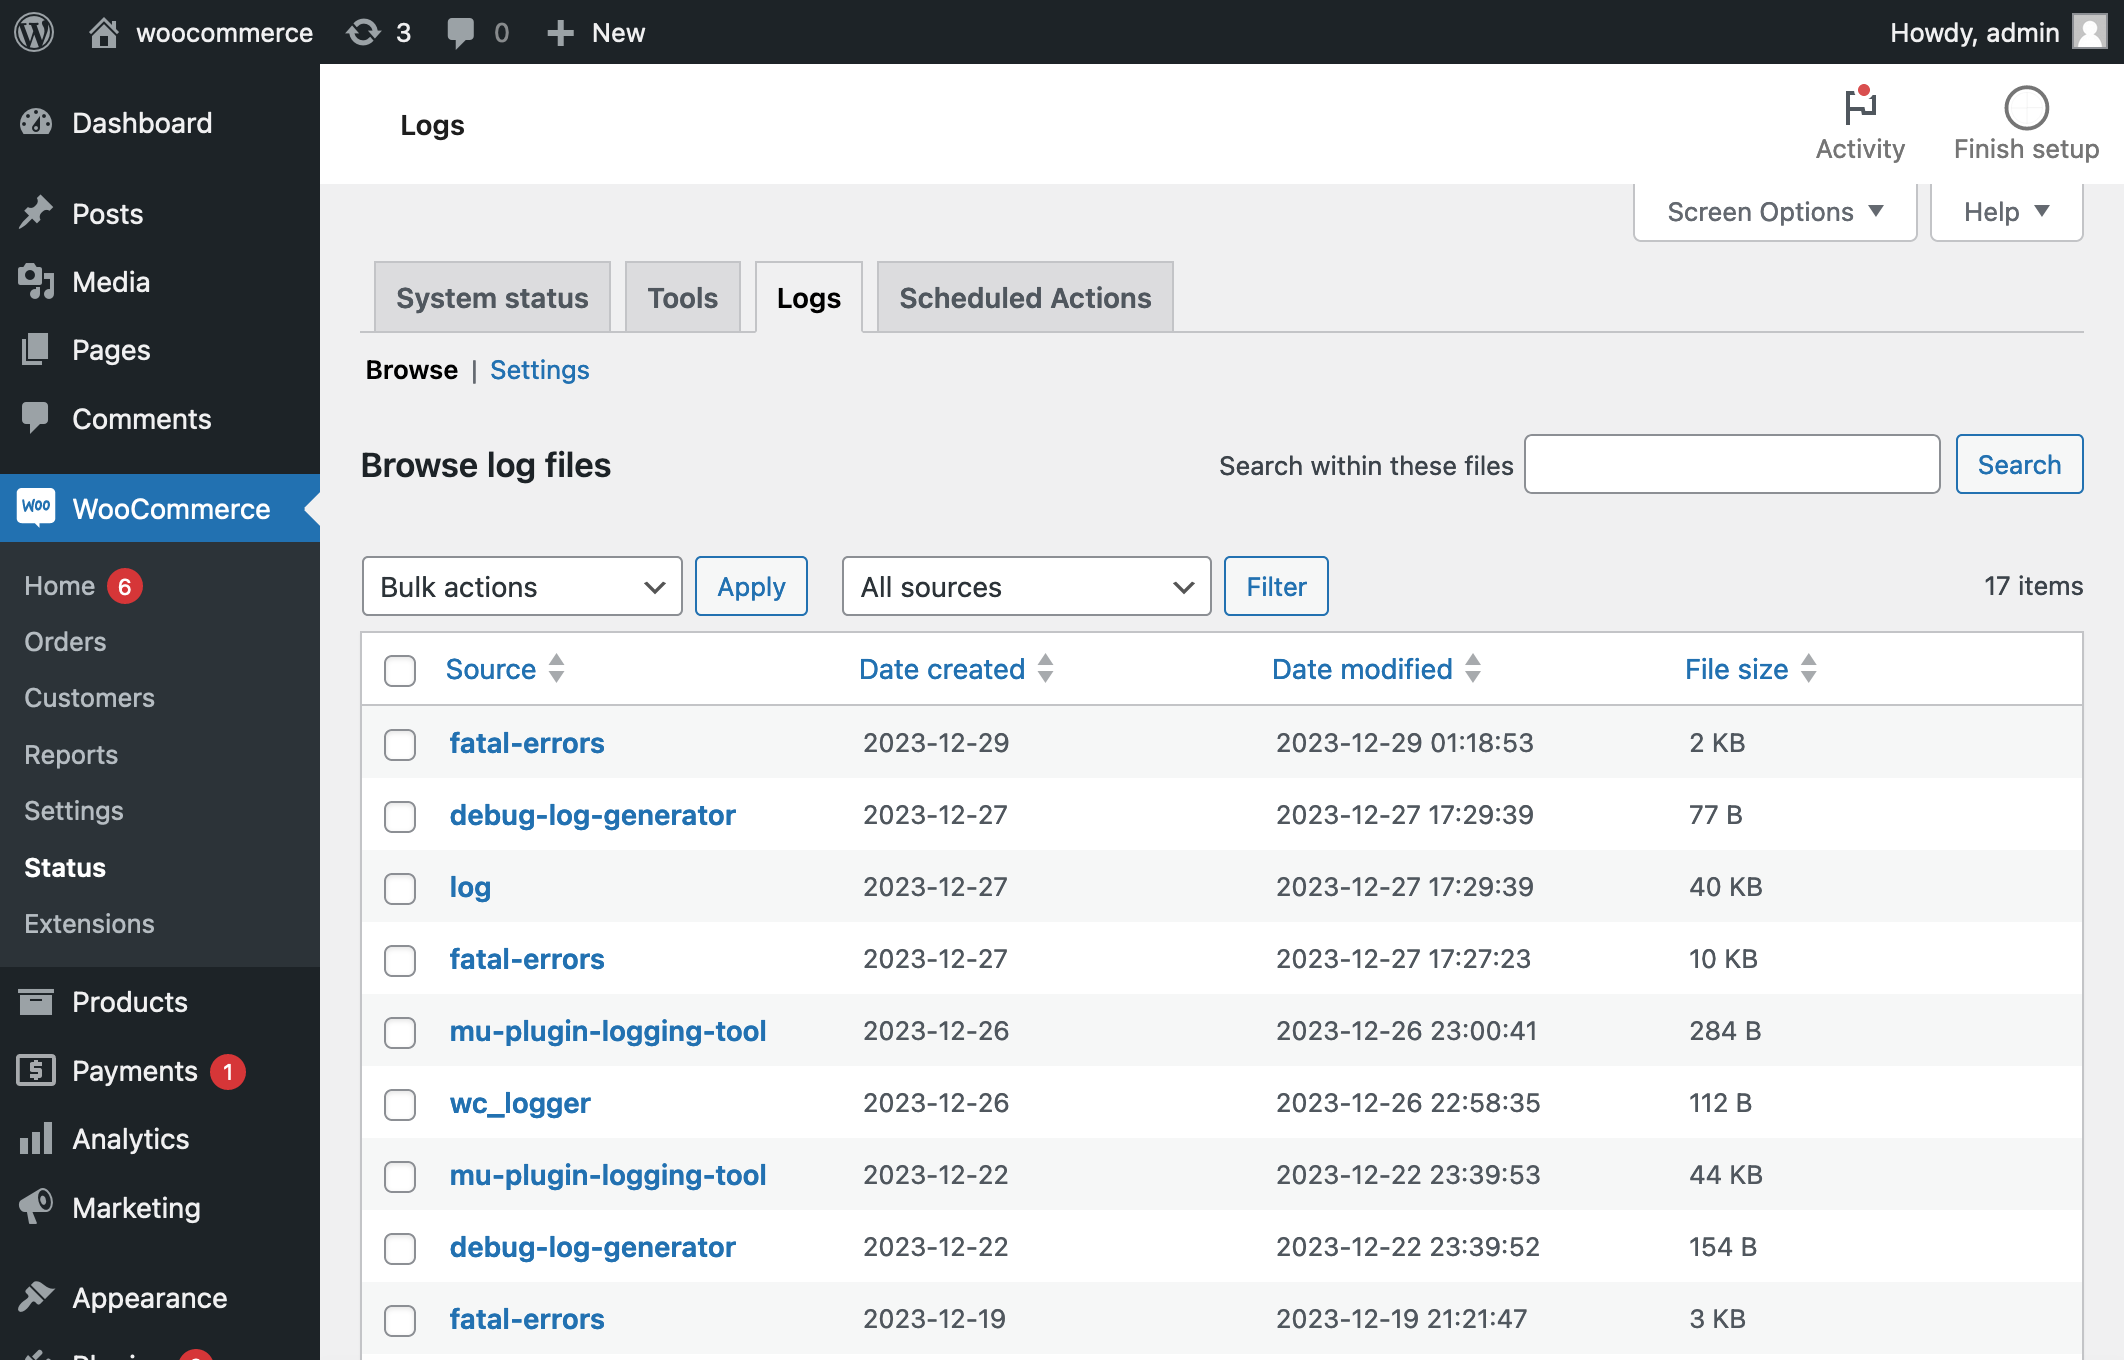 woocommerce 3 0 New Howdy, admin
Dashboard
Posts
Media
Pages
Comments
Woo WooCommerce
Home 6
Orders
Customers
Reports
Settings
Status
Extensions
Products
Payments 1
Analytics
Marketing
Appearance
Logs
Activity Finish setup
Screen Options Help
System status Tools Logs Scheduled Actions
Browse | Settings
Browse log files Search within these files Search
Bulk actions Apply All sources Filter 17 items
Source Date created Date modified File size
fatal-errors 2023-12-29 2023-12-29 01:18:53 2 KB
debug-log-generator 2023-12-27 2023-12-27 17:29:39 77 B
log 2023-12-27 2023-12-27 17:29:39 40 KB
fatal-errors 2023-12-27 2023-12-27 17:27:23 10 KB
mu-plugin-logging-tool 2023-12-26 2023-12-26 23:00:41 284 B
wc_logger 2023-12-26 2023-12-26 22:58:35 112 B
mu-plugin-logging-tool 2023-12-22 2023-12-22 23:39:53 44 KB
debug-log-generator 2023-12-22 2023-12-22 23:39:52 154 B
fatal-errors 2023-12-19 2023-12-19 21:21:47 3 KB